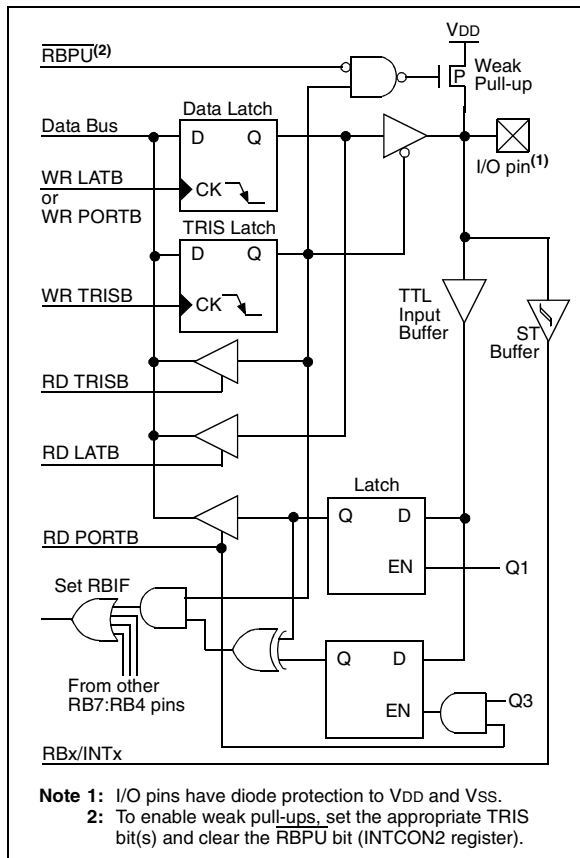 VDD
RBPU(2)
Weak
Pull-up
P
Data Latch
Data Bus
D Q
I/O pin(1)
WR LATB
or
WR PORTB
CK
TRIS Latch
D Q
WR TRISB
CK
TTL
Input
Buffer
ST
Buffer
RD TRISB
RD LATB
Latch
Q D
RD PORTB
EN
Q1
Set RBIF
Q D
From other
RB7:RB4 pins
EN
Q3
RBx/INTx
Note 1: I/O pins have diode protection to VDD and VSS.
2: To enable weak pull-ups, set the appropriate TRIS
bit(s) and clear the RBPU bit (INTCON2 register).